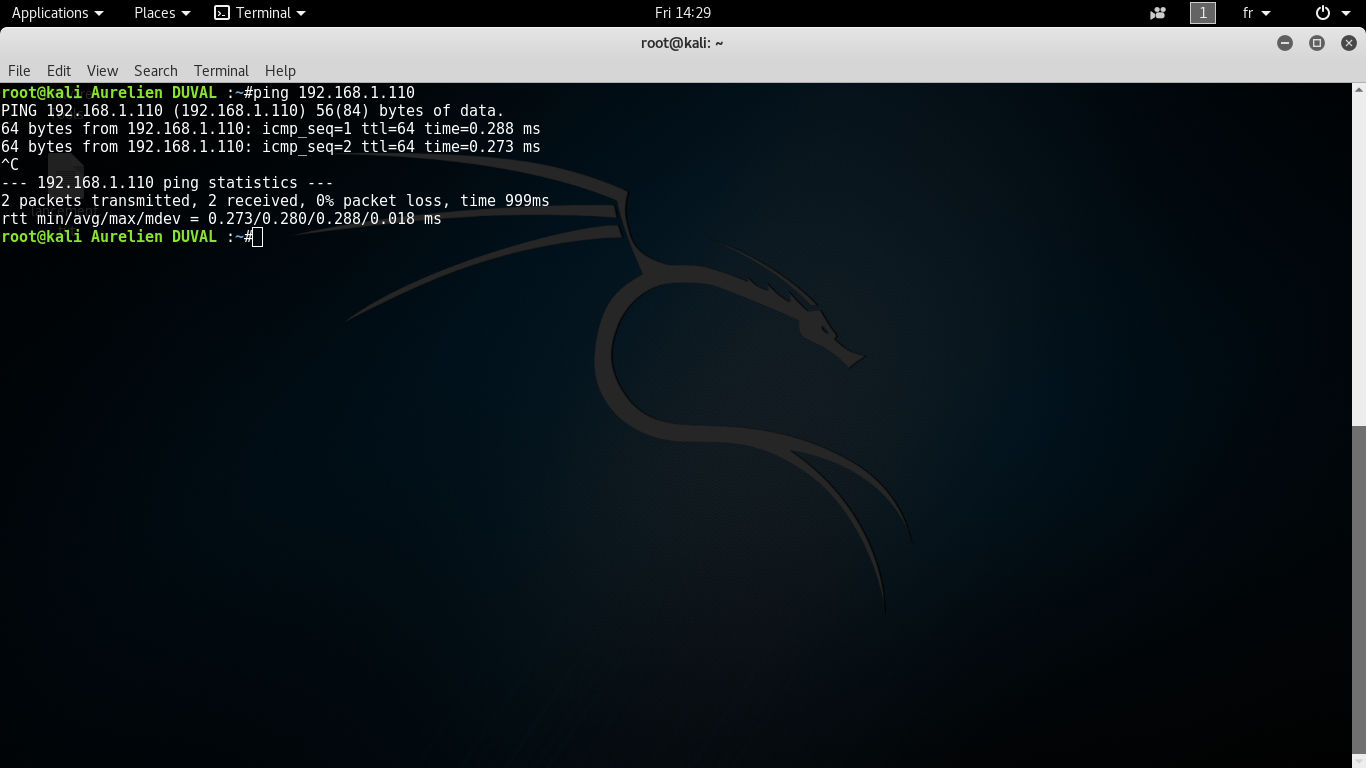 Applications Places Terminal Fri 14:29 1 fr
root@kali: ~
File Edit View Search Terminal Help
root@kali Aurelien DUVAL :~#ping 192.168.1.110
PING 192.168.1.110 (192.168.1.110) 56(84) bytes of data.
64 bytes from 192.168.1.110: icmp_seq=1 ttl=64 time=0.288 ms
64 bytes from 192.168.1.110: icmp_seq=2 ttl=64 time=0.273 ms
^C
--- 192.168.1.110 ping statistics ---
2 packets transmitted, 2 received, 0% packet loss, time 999ms
rtt min/avg/max/mdev = 0.273/0.280/0.288/0.018 ms
root@kali Aurelien DUVAL :~#